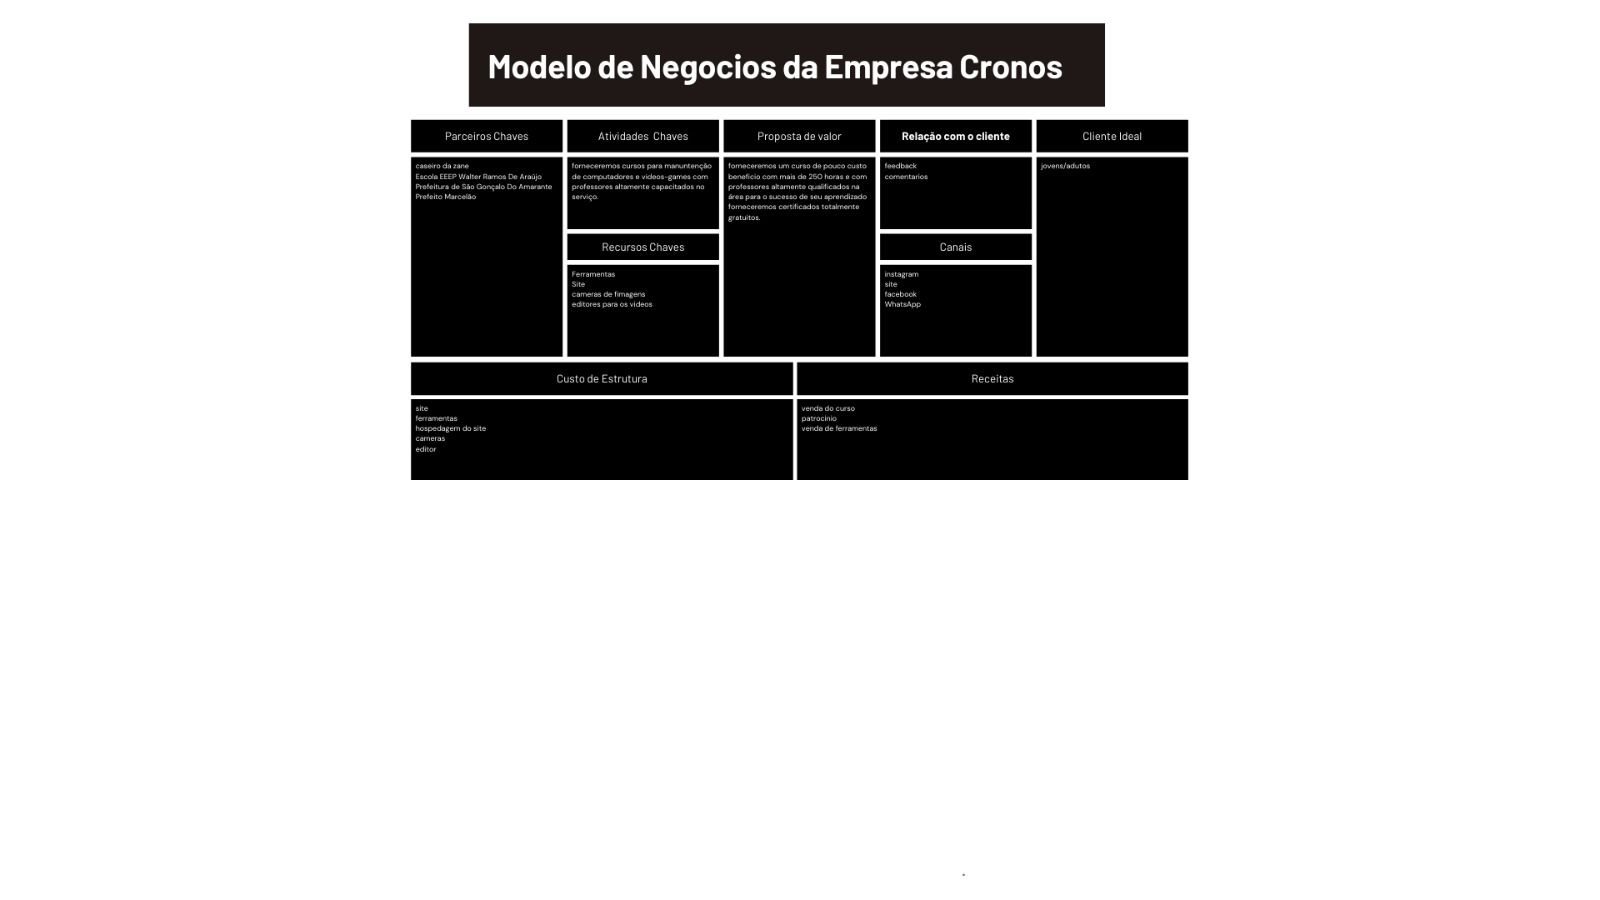 Modelo de Negocios da Empresa Cronos
Parceiros Chaves
caseiro da zane
Escola EEEP Walter Ramos De Araújo
Prefeitura de São Gonçalo Do Amarante
Prefeito Marcelão
Atividades Chaves
forneceremos cursos para manuntenção
de computadores e videos-games com
professores altamente capacitados no
serviço.
Recursos Chaves
Ferramentas
Site
cameras de fimagens
editores para os videos
Proposta de valor
forneceremos um curso de pouco custo
beneficio com mais de 250 horas e com
professores altamente qualificados na
área para o sucesso de seu aprendizado
forneceremos certificados totalmente
gratuitos.
Relação com o cliente
feedback
comentarios
Canais
instagram
site
facebook
WhatsApp
Cliente Ideal
jovens/adutos
Custo de Estrutura
site
ferramentas
hospedagem do site
cameras
editor
Receitas
venda do curso
patrocinio
venda de ferramentas
.